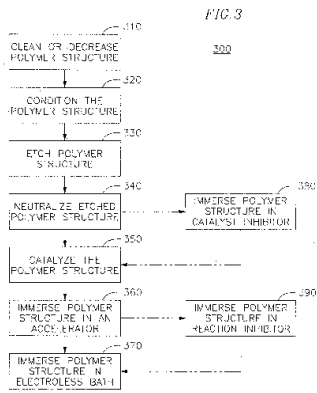 FIG.3
300
310
CLEAN OR DECREASE
POLYMER STRUCTURE
320
CONDITION THE
POLYMER STRUCTURE
330
ETCH POLYMER
STRUCTURE
340
NEUTRALIZE ETCHED
POLYMER STRUCTURE
380
IMMERSE POLYMER
STRUCTURE IN
CATALYST INHIBITOR
350
CATALYZE THE
POLYMER STRUCTURE
360
IMMERSE POLYMER
STRUCTURE IN AN
ACCELERATOR
390
IMMERSE POLYMER
STRUCTURE IN
REACTION INHIBITOR
370
IMMERSE POLYMER
STRUCTURE IN
ELECTROLESS BATH